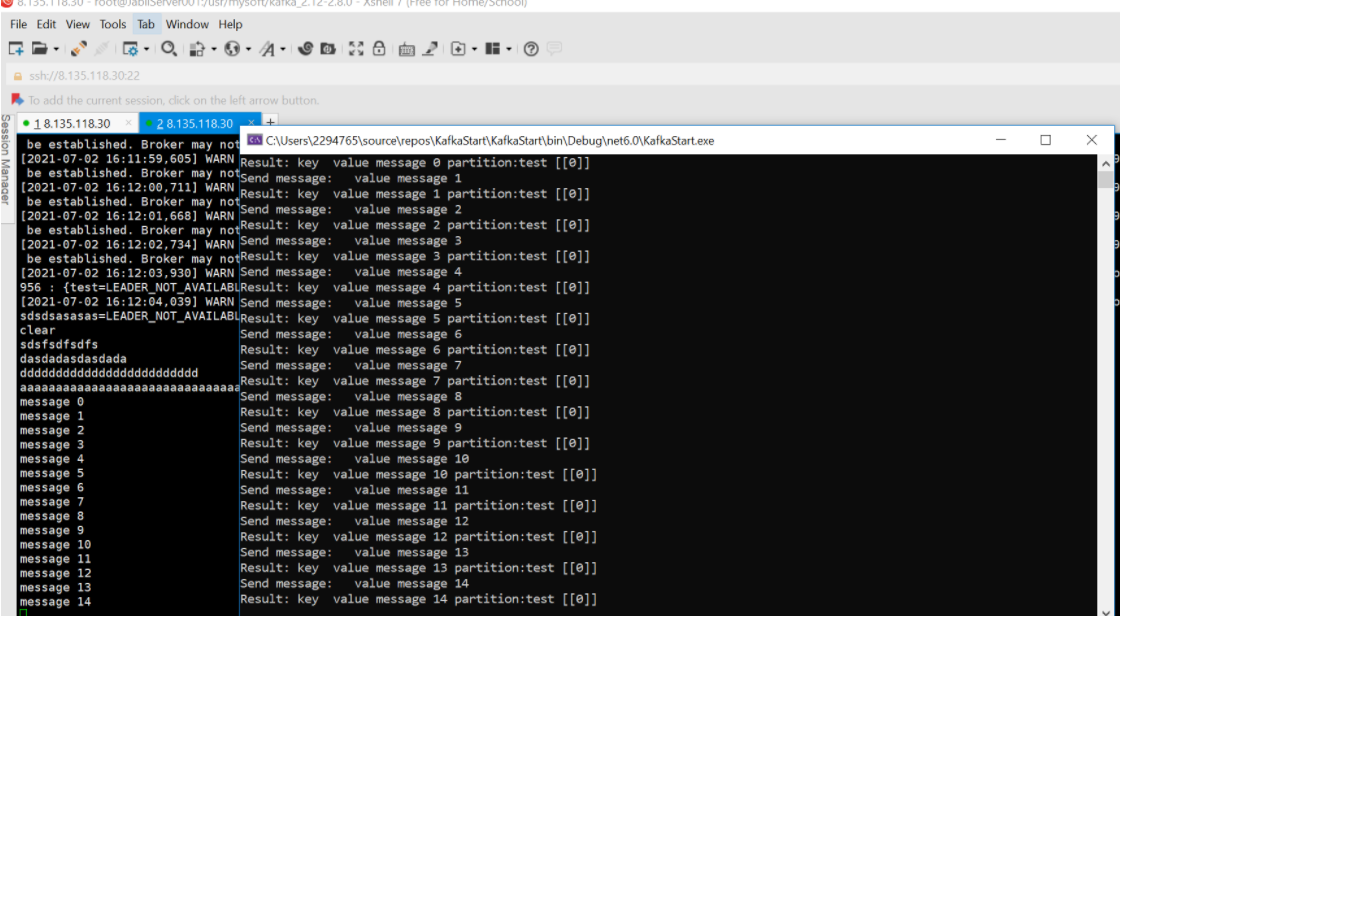 8.135.118.30 - root@JabilServer001:/usr/mysoft/kafka_2.12-2.8.0 - Xshell 7 (Free for Home/School)
File Edit View Tools Tab Window Help
ssh://8.135.118.30:22
To add the current session, click on the left arrow button.
Session Manager
1 8.135.118.30 × 2 8.135.118.30 × +
be established. Broker may not
[2021-07-02 16:11:59,605] WARN
be established. Broker may not
[2021-07-02 16:12:00,711] WARN
be established. Broker may not
[2021-07-02 16:12:01,668] WARN
be established. Broker may not
[2021-07-02 16:12:02,734] WARN
be established. Broker may not
[2021-07-02 16:12:03,930] WARN
956 : {test=LEADER_NOT_AVAILABL
[2021-07-02 16:12:04,039] WARN
sdsdsasasas=LEADER_NOT_AVAILABL
clear
sdsfsdfsdfs
dasdadasdasdada
ddddddddddddddddddddddddd
aaaaaaaaaaaaaaaaaaaaaaaaaaaaaaa
message 0
message 1
message 2
message 3
message 4
message 5
message 6
message 7
message 8
message 9
message 10
message 11
message 12
message 13
message 14
C:\Users\2294765\source\repos\KafkaStart\KafkaStart\bin\Debug\net6.0\KafkaStart.exe
Result: key  value message 0 partition:test [[0]]
Send message:   value message 1
Result: key  value message 1 partition:test [[0]]
Send message:   value message 2
Result: key  value message 2 partition:test [[0]]
Send message:   value message 3
Result: key  value message 3 partition:test [[0]]
Send message:   value message 4
Result: key  value message 4 partition:test [[0]]
Send message:   value message 5
Result: key  value message 5 partition:test [[0]]
Send message:   value message 6
Result: key  value message 6 partition:test [[0]]
Send message:   value message 7
Result: key  value message 7 partition:test [[0]]
Send message:   value message 8
Result: key  value message 8 partition:test [[0]]
Send message:   value message 9
Result: key  value message 9 partition:test [[0]]
Send message:   value message 10
Result: key  value message 10 partition:test [[0]]
Send message:   value message 11
Result: key  value message 11 partition:test [[0]]
Send message:   value message 12
Result: key  value message 12 partition:test [[0]]
Send message:   value message 13
Result: key  value message 13 partition:test [[0]]
Send message:   value message 14
Result: key  value message 14 partition:test [[0]]